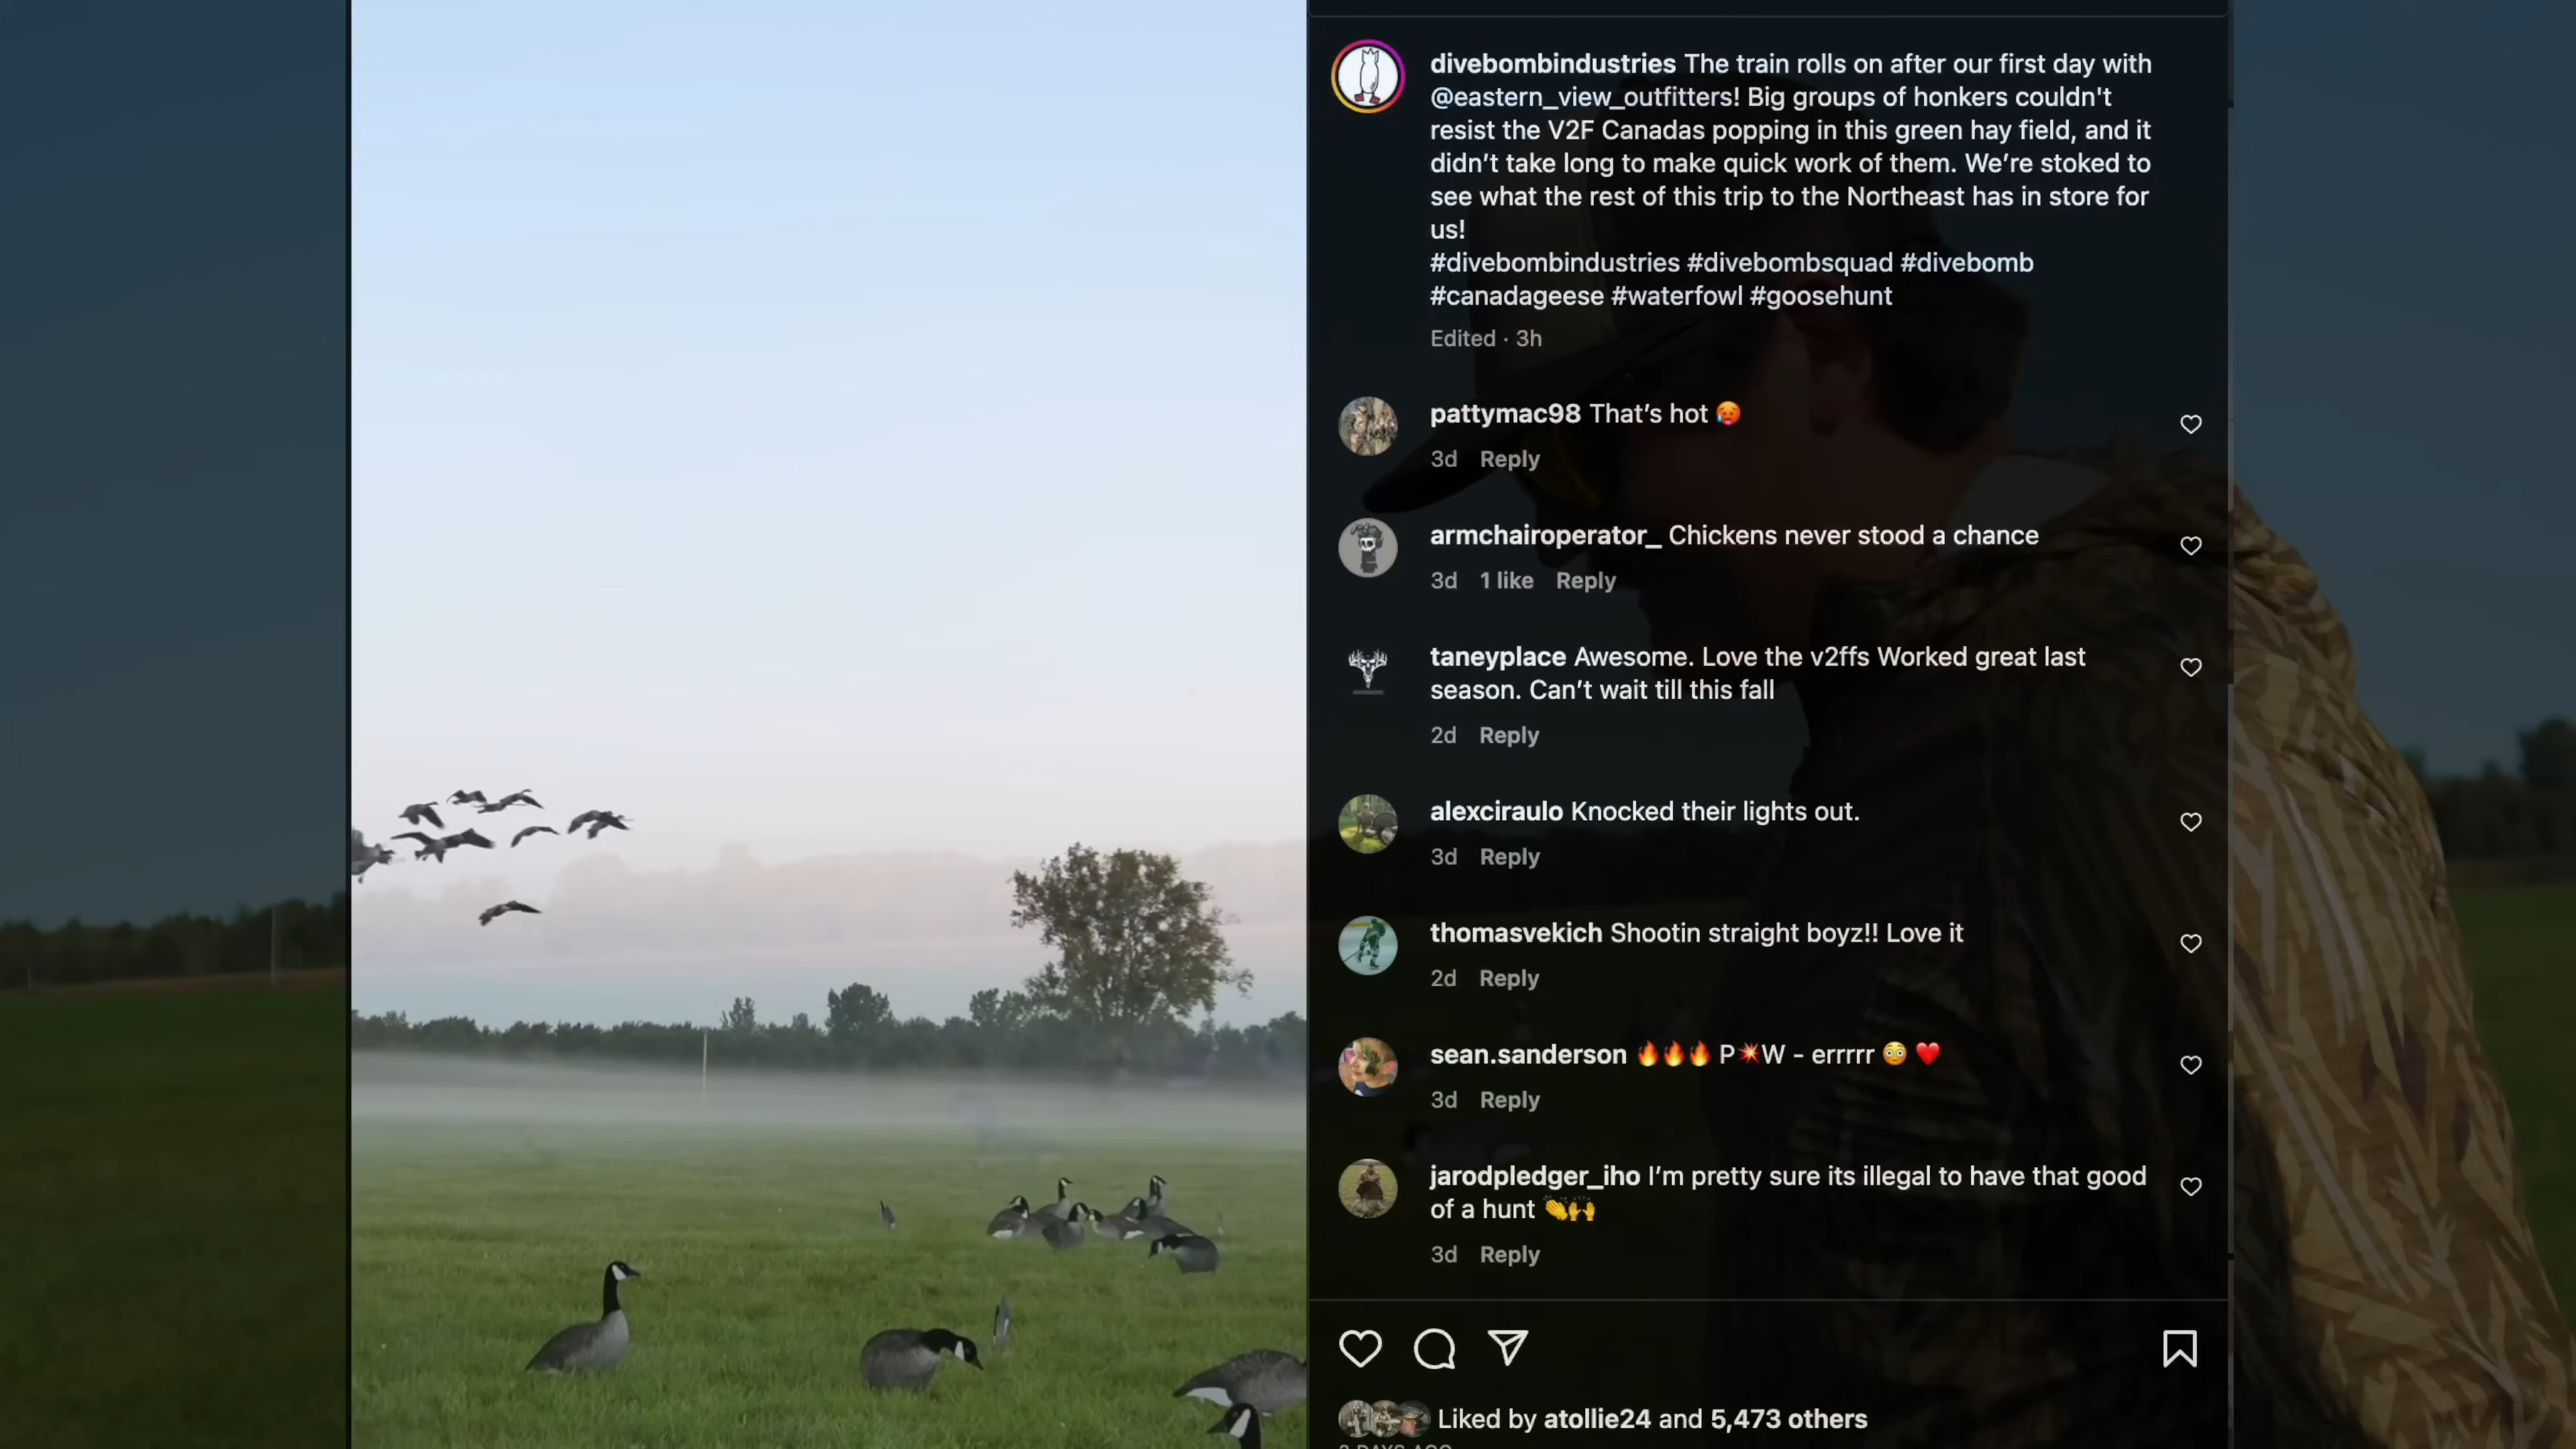 divebombindustries The train rolls on after our first day with
@eastern_view_outfitters! Big groups of honkers couldn't
resist the V2F Canadas popping in this green hay field, and it
didn't take long to make quick work of them. We're stoked to
see what the rest of this trip to the Northeast has in store for
us!
#divebombindustries #divebombsquad #divebomb
#canadageese #waterfowl #goosehunt
Edited · 3h
pattymac98 That's hot 🥵
3d Reply
armchairoperator_ Chickens never stood a chance
3d 1 like Reply
taneyplace Awesome. Love the v2ffs Worked great last
season. Can't wait till this fall
2d Reply
alexciraulo Knocked their lights out.
3d Reply
thomasvekich Shootin straight boyz!! Love it
2d Reply
sean.sanderson 🔥🔥🔥 P💥W - errrrr 😳 ❤️
3d Reply
jarodpledger_iho I'm pretty sure its illegal to have that good
of a hunt 👏🙌
3d Reply
Liked by atollie24 and 5,473 others
3 DAYS AGO